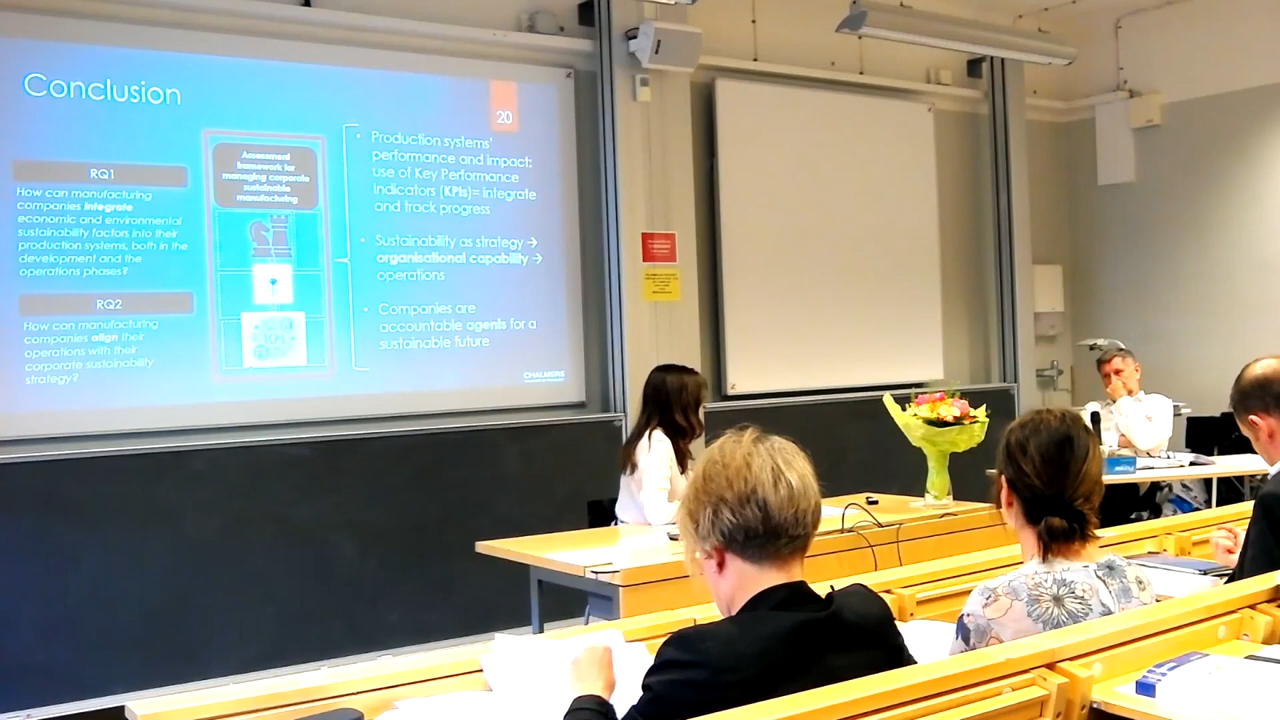 Conclusion
20
RQ1
How can manufacturing
companies integrate
economic and environmental
sustainability factors into their
production systems, both in the
development and the
operations phases?
RQ2
How can manufacturing
companies align their
operations with their
corporate sustainability
strategy?
Assessment
framework for
managing corporate
sustainable
manufacturing
• Production systems'
performance and impact:
use of Key Performance
Indicators (KPIs)= integrate
and track progress
• Sustainability as strategy →
organisational capability →
operations
• Companies are
accountable agents for a
sustainable future
CHALMERS